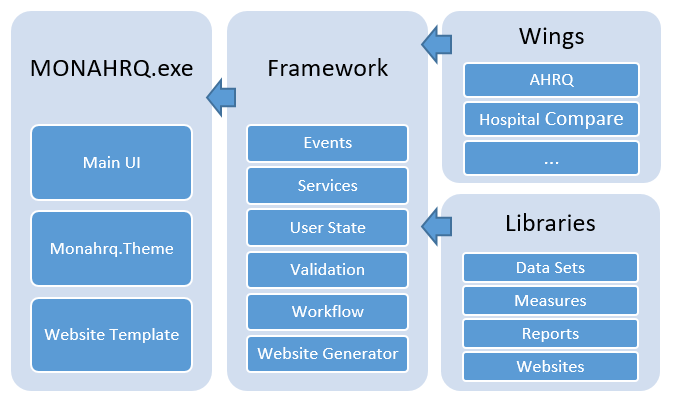 MONAHRQ.exe
Main UI
Monahrq.Theme
Website Template
Framework
Events
Services
User State
Validation
Workflow
Website Generator
Wings
AHRQ
Hospital Compare
...
Libraries
Data Sets
Measures
Reports
Websites